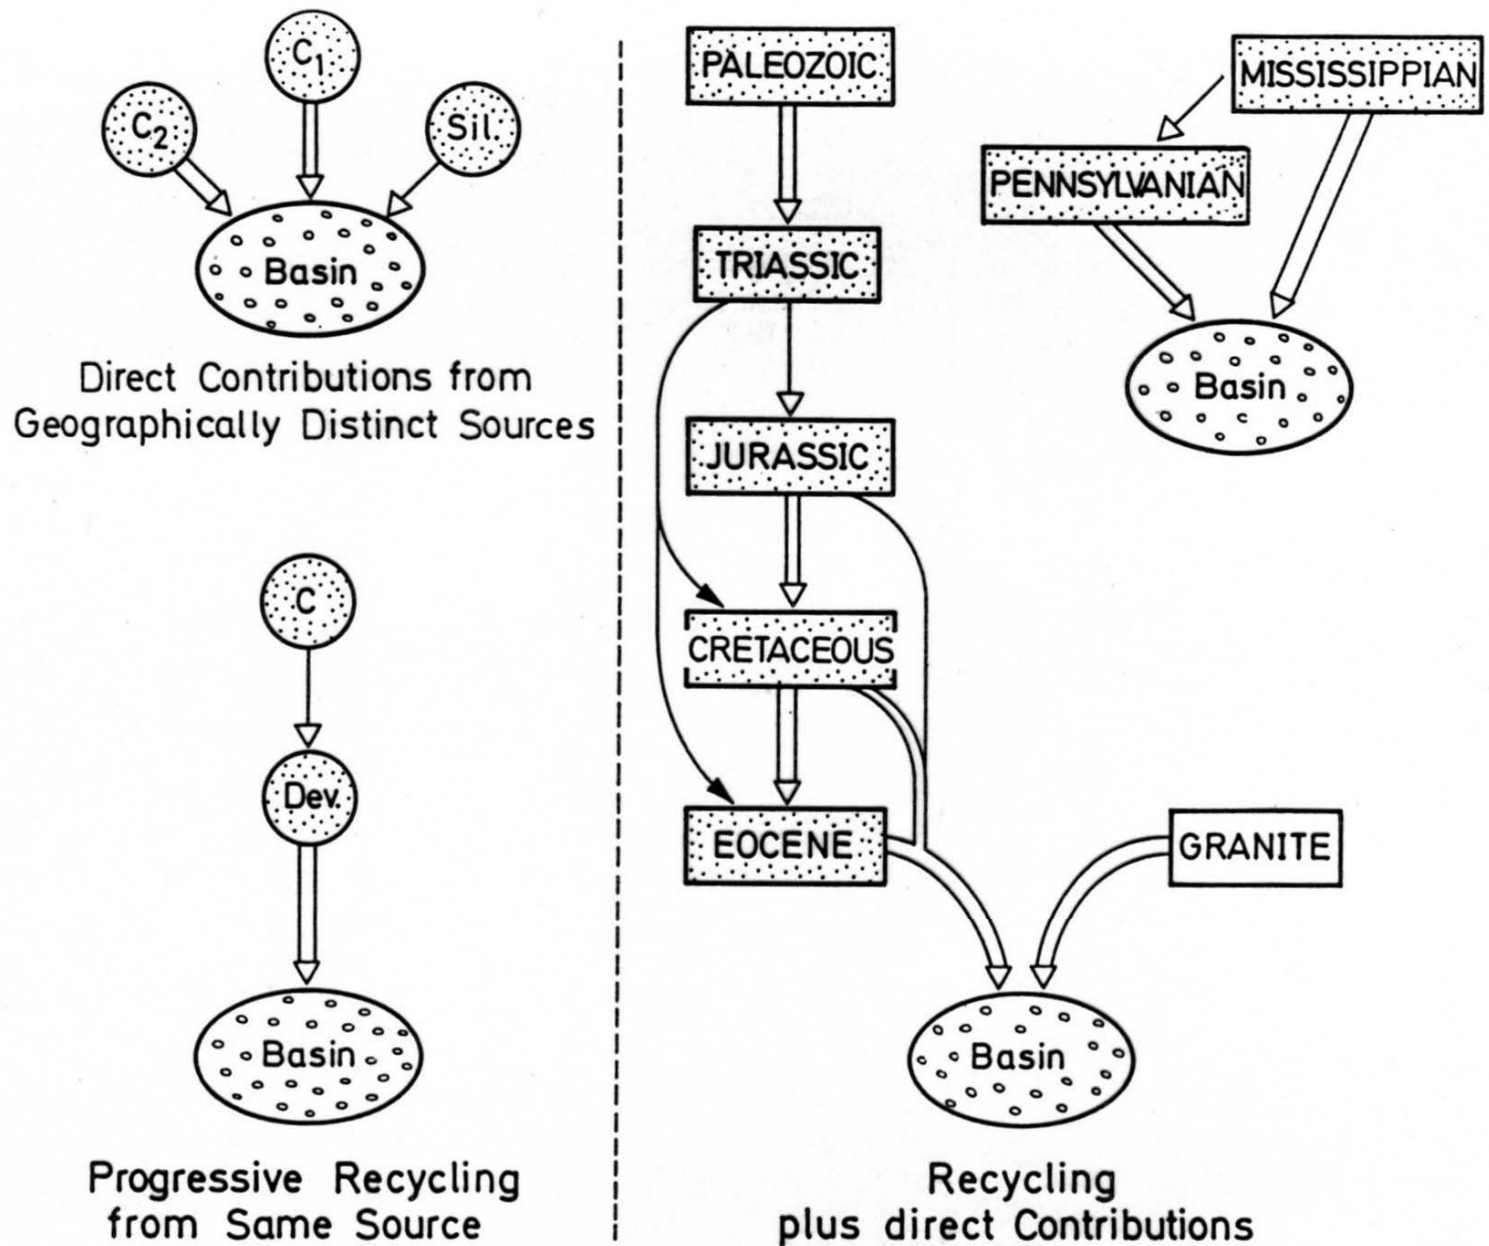 C1
C2
Sil.
Basin
Direct Contributions from
Geographically Distinct Sources
C
Dev.
Basin
Progressive Recycling
from Same Source
PALEOZOIC
TRIASSIC
JURASSIC
CRETACEOUS
EOCENE
MISSISSIPPIAN
PENNSYLVANIAN
Basin
GRANITE
Basin
Recycling
plus direct Contributions